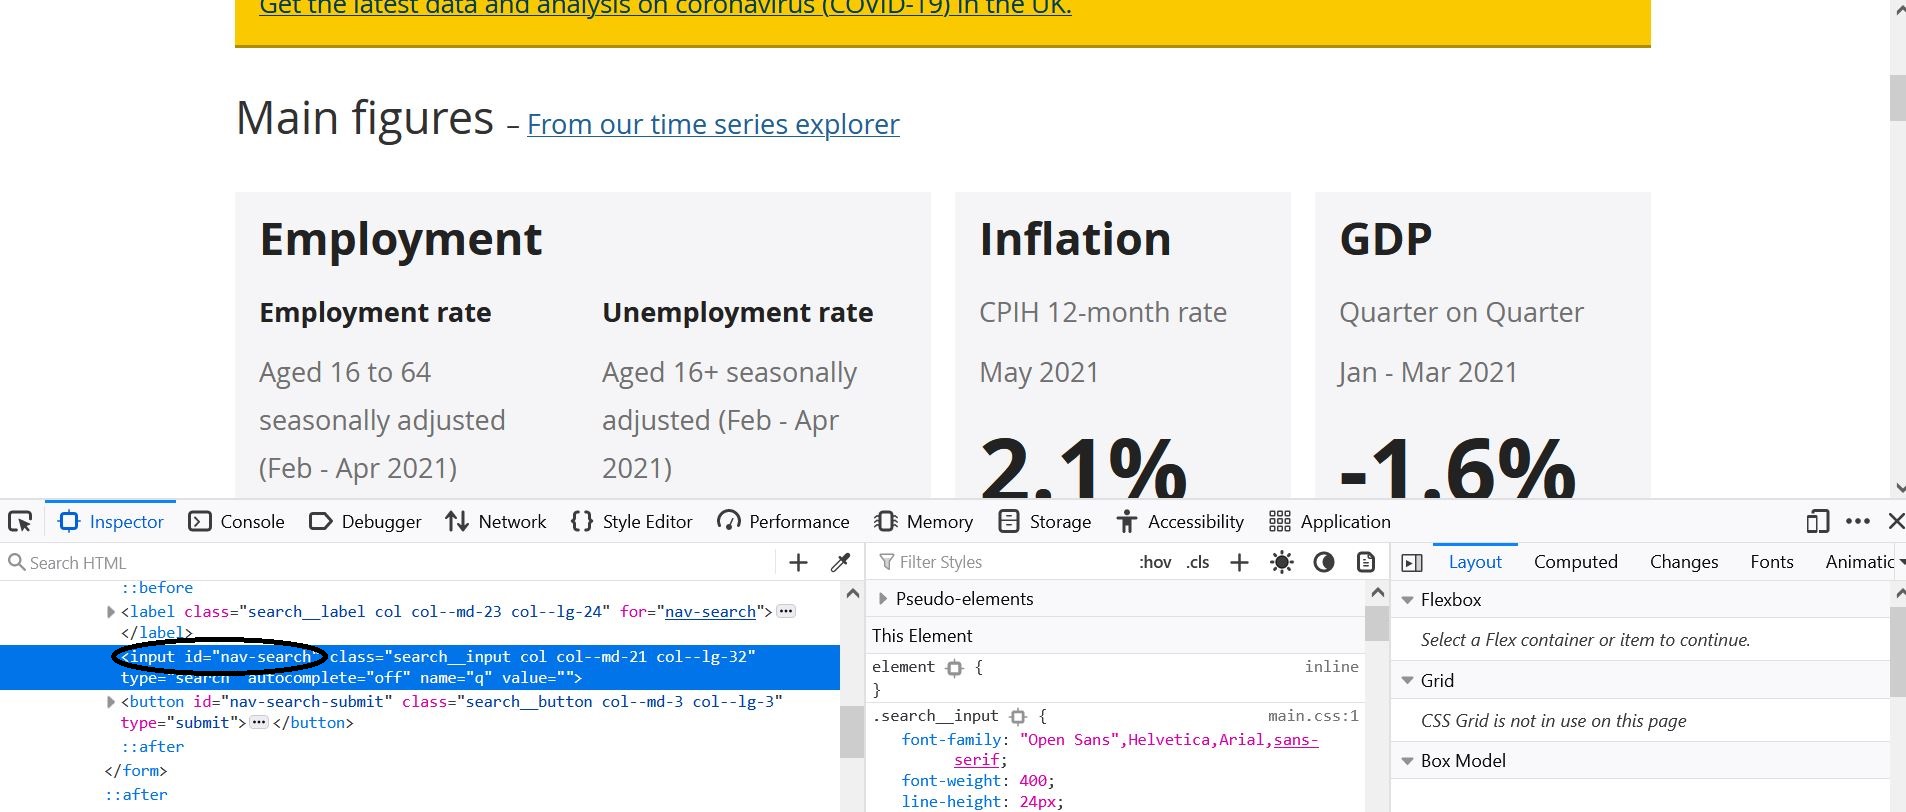 Get the latest data and analysis on coronavirus (COVID-19) in the UK.
Main figures – From our time series explorer
Employment
Employment rate
Aged 16 to 64
seasonally adjusted
(Feb - Apr 2021)
Unemployment rate
Aged 16+ seasonally
adjusted (Feb - Apr
2021)
Inflation
CPIH 12-month rate
May 2021
2.1%
GDP
Quarter on Quarter
Jan - Mar 2021
-1.6%
Inspector Console Debugger Network {} Style Editor Performance Memory Storage Accessibility Application
Search HTML
::before
<label class="search__label col col--md-23 col--lg-24" for="nav-search">
</label>
<input id="nav-search" class="search__input col col--md-21 col--lg-32"
type="search" autocomplete="off" name="q" value="">
<button id="nav-search-submit" class="search__button col--md-3 col--lg-3"
type="submit"></button>
::after
</form>
::after
Filter Styles :hov .cls
Pseudo-elements
This Element
element { inline
}
.search__input { main.css:1
font-family: "Open Sans",Helvetica,Arial,sans-
serif;
font-weight: 400;
line-height: 24px;
Layout Computed Changes Fonts Animatic
Flexbox
Select a Flex container or item to continue.
Grid
CSS Grid is not in use on this page
Box Model